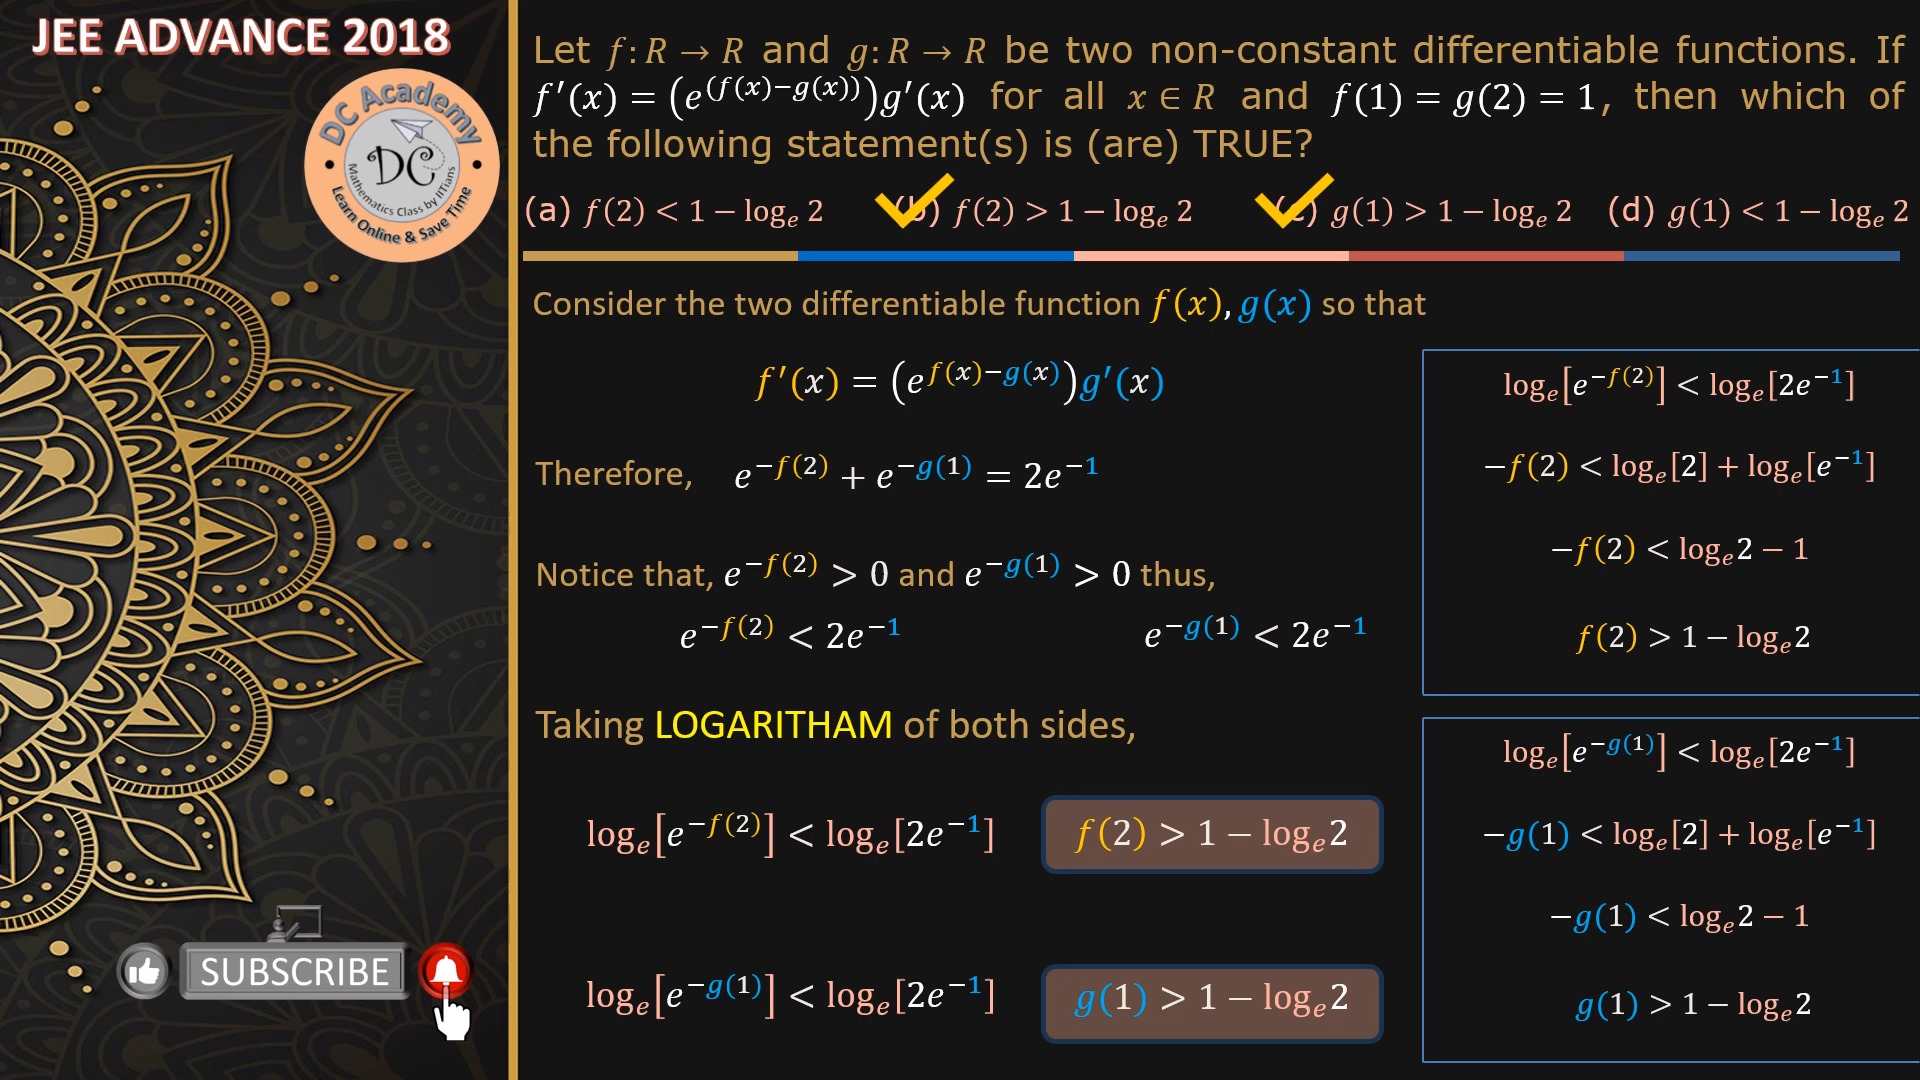 JEE ADVANCE 2018
DC Academy
DC
Mathematics Class by IITians
Learn Online & Save Time
SUBSCRIBE
Let f: R → R and g: R → R be two non-constant differentiable functions. If
f′(x) = (e^(f(x)−g(x)))g′(x) for all x ∈ R and f(1) = g(2) = 1, then which of
the following statement(s) is (are) TRUE?
(a) f(2) < 1 − logₑ 2 (b) f(2) > 1 − logₑ 2 (c) g(1) > 1 − logₑ 2 (d) g(1) < 1 − logₑ 2
Consider the two differentiable function f(x), g(x) so that
f′(x) = (e^(f(x)−g(x)))g′(x)
Therefore, e^(−f(2)) + e^(−g(1)) = 2e^(−1)
Notice that, e^(−f(2)) > 0 and e^(−g(1)) > 0 thus,
e^(−f(2)) < 2e^(−1) e^(−g(1)) < 2e^(−1)
Taking LOGARITHAM of both sides,
logₑ[e^(−f(2))] < logₑ[2e^(−1)] f(2) > 1 − logₑ2
logₑ[e^(−g(1))] < logₑ[2e^(−1)] g(1) > 1 − logₑ2
logₑ[e^(−f(2))] < logₑ[2e^(−1)]
−f(2) < logₑ[2] + logₑ[e^(−1)]
−f(2) < logₑ2 − 1
f(2) > 1 − logₑ2
logₑ[e^(−g(1))] < logₑ[2e^(−1)]
−g(1) < logₑ[2] + logₑ[e^(−1)]
−g(1) < logₑ2 − 1
g(1) > 1 − logₑ2